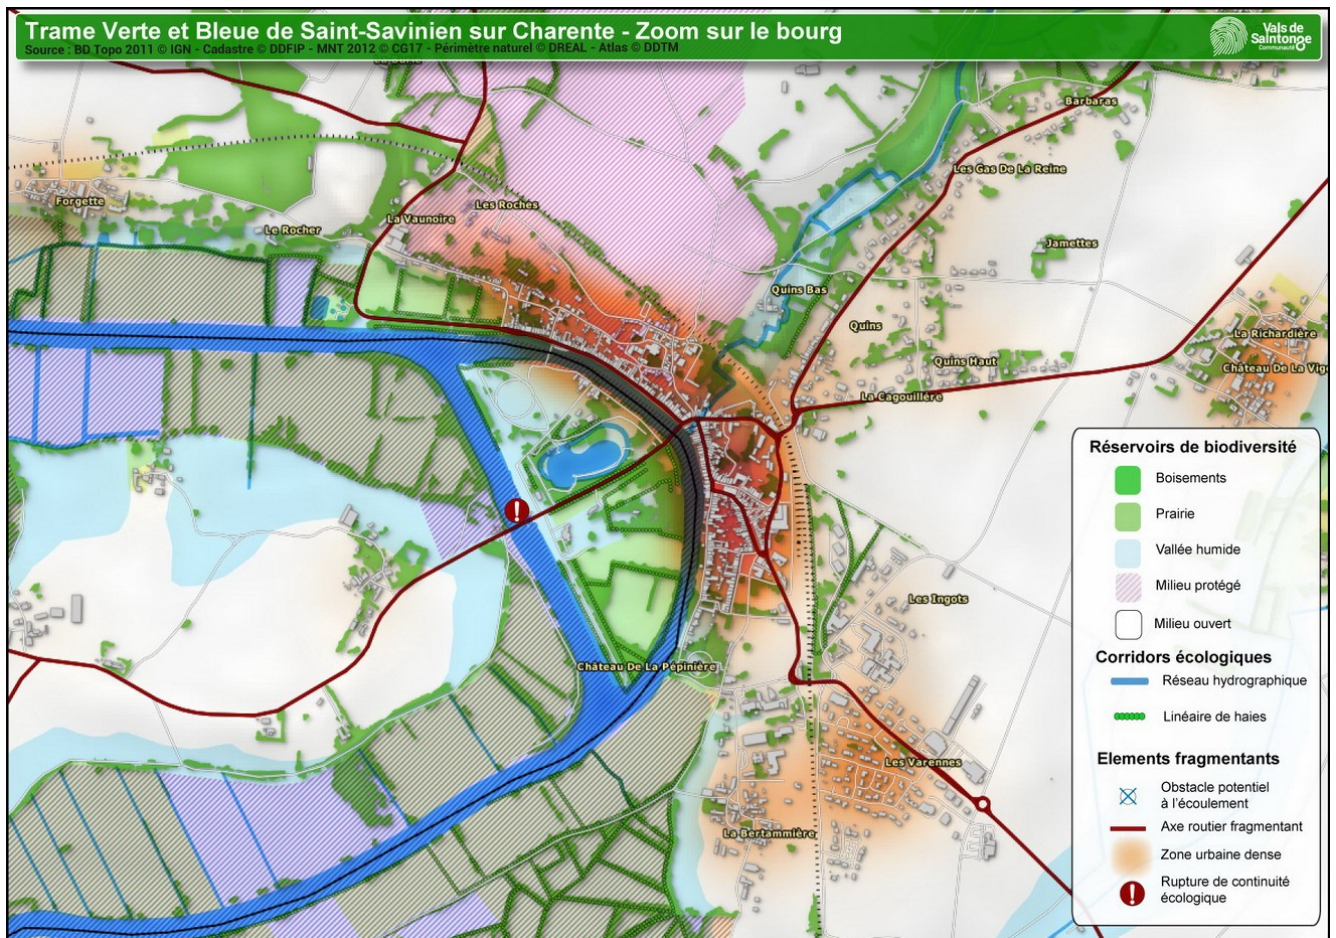 Trame Verte et Bleue de Saint-Savinien sur Charente - Zoom sur le bourg
Source : BD Topo 2011 © IGN - Cadastre © DDFIP - MNT 2012 © CG17 - Périmètre naturel © DREAL - Atlas © DDTM
Vals de
Saintonge
Communauté
Barbaras
Les Gas De La Reine
Forgette
Les Roches
La Vaunoire
Le Rocher
Jamettes
Quins Bas
Quins
La Richardière
Quins Haut
Château De La Vig
La Cagouillère
Les Ingots
Château De La Pépinière
Les Varennes
La Bertammière
Réservoirs de biodiversité
Boisements
Prairie
Vallée humide
Milieu protégé
Milieu ouvert
Corridors écologiques
Réseau hydrographique
Linéaire de haies
Elements fragmentants
Obstacle potentiel
à l'écoulement
Axe routier fragmentant
Zone urbaine dense
Rupture de continuité
écologique